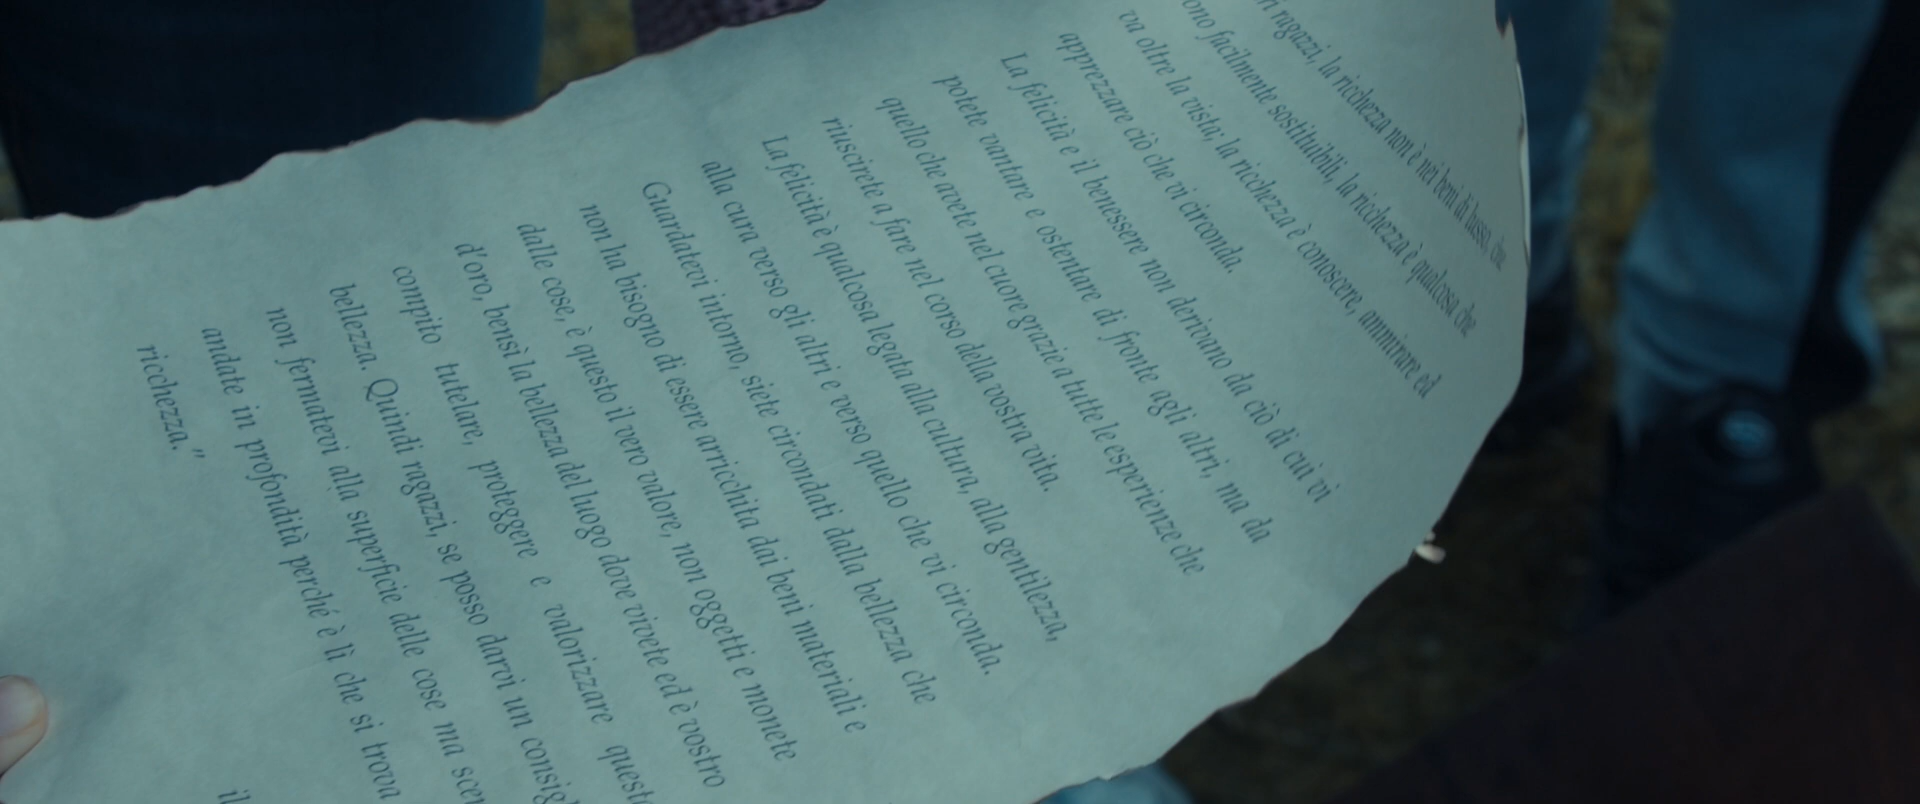 ragazzi, la ricchezza non è nei beni di lusso, che
ono facilmente sostituibili, la ricchezza è qualcosa che
va oltre la vista; la ricchezza è conoscere, ammirare ed
apprezzare ciò che vi circonda.
La felicità e il benessere non derivano da ciò di cui vi
potete vantare e ostentare di fronte agli altri, ma da
quello che avete nel cuore grazie a tutte le esperienze che
riuscirete a fare nel corso della vostra vita.
La felicità è qualcosa legata alla cultura, alla gentilezza,
alla cura verso gli altri e verso quello che vi circonda.
Guardatevi intorno, siete circondati dalla bellezza che
non ha bisogno di essere arricchita dai beni materiali e
dalle cose, è questo il vero valore, non oggetti e monete
d'oro, bensì la bellezza del luogo dove vivete ed è vostro
compito tutelare, proteggere e valorizzare quest
bellezza. Quindi ragazzi, se posso darvi un consigl
non fermatevi alla superficie delle cose ma scen
andate in profondità perché è lì che si trova
ricchezza."
il